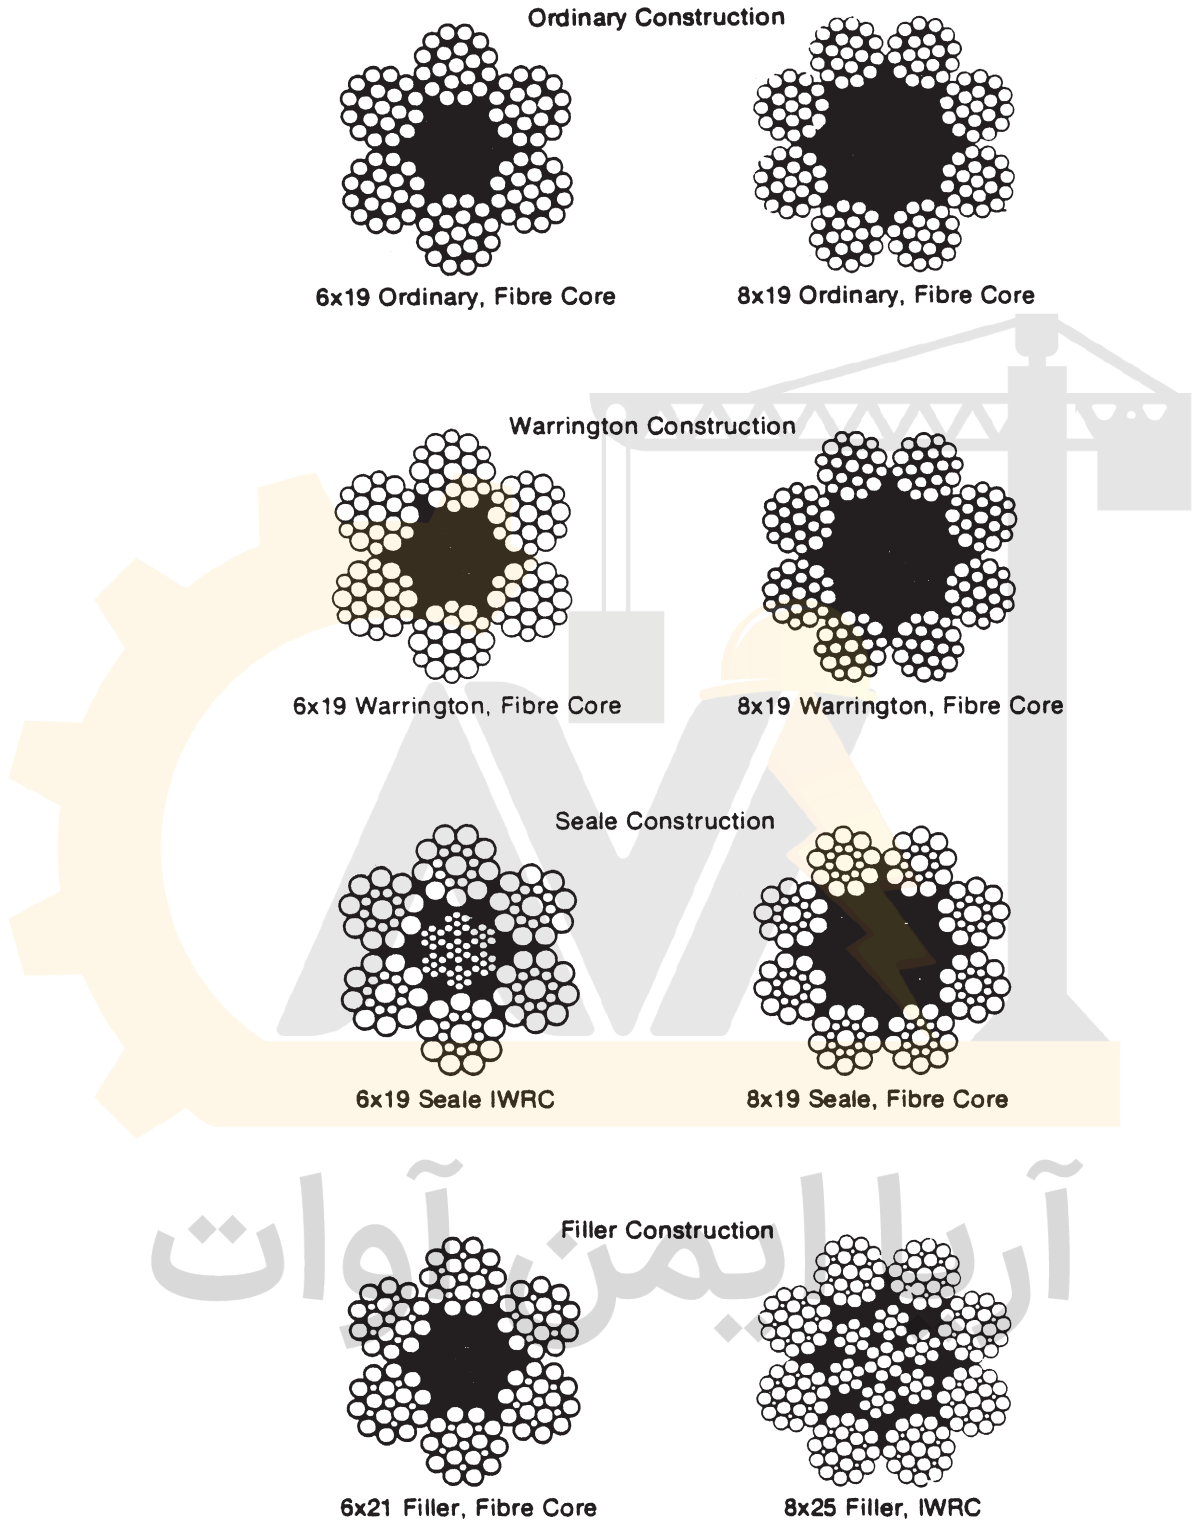 Ordinary Construction
6x19 Ordinary, Fibre Core
8x19 Ordinary, Fibre Core
Warrington Construction
6x19 Warrington, Fibre Core
8x19 Warrington, Fibre Core
Seale Construction
6x19 Seale IWRC
8x19 Seale, Fibre Core
آریا ایمن آوات
Filler Construction
6x21 Filler, Fibre Core
8x25 Filler, IWRC